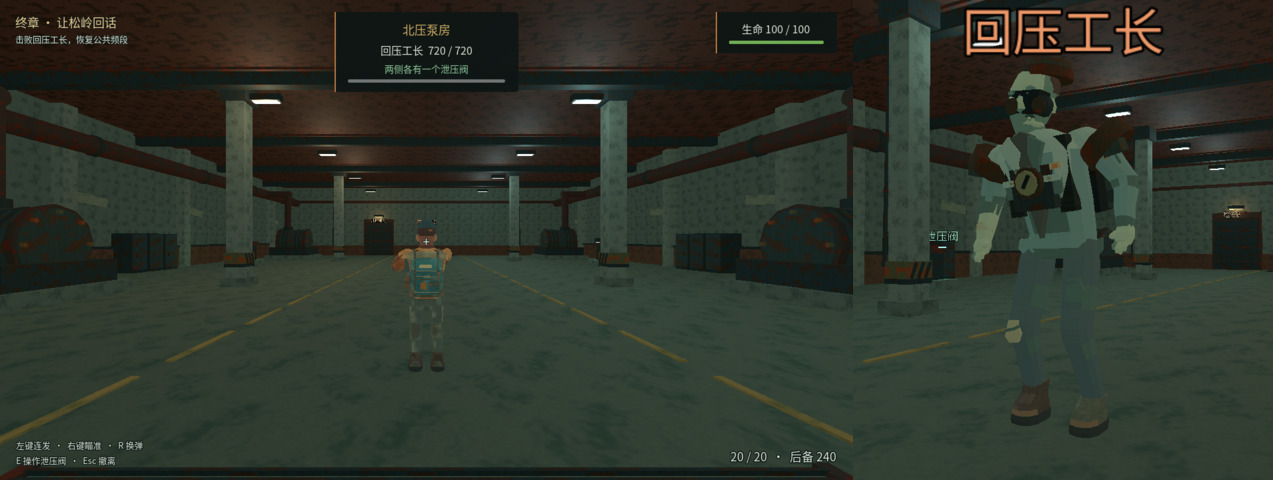 终章 · 让松岭回话
击败回压工长，恢复公共频段
北压泵房
回压工长 720 / 720
两侧各有一个泄压阀
生命 100 / 100
回压工长
泄压阀
左键连发 · 右键瞄准 · R 换弹
E 操作泄压阀 · Esc 撤离
20 / 20 · 后备 240